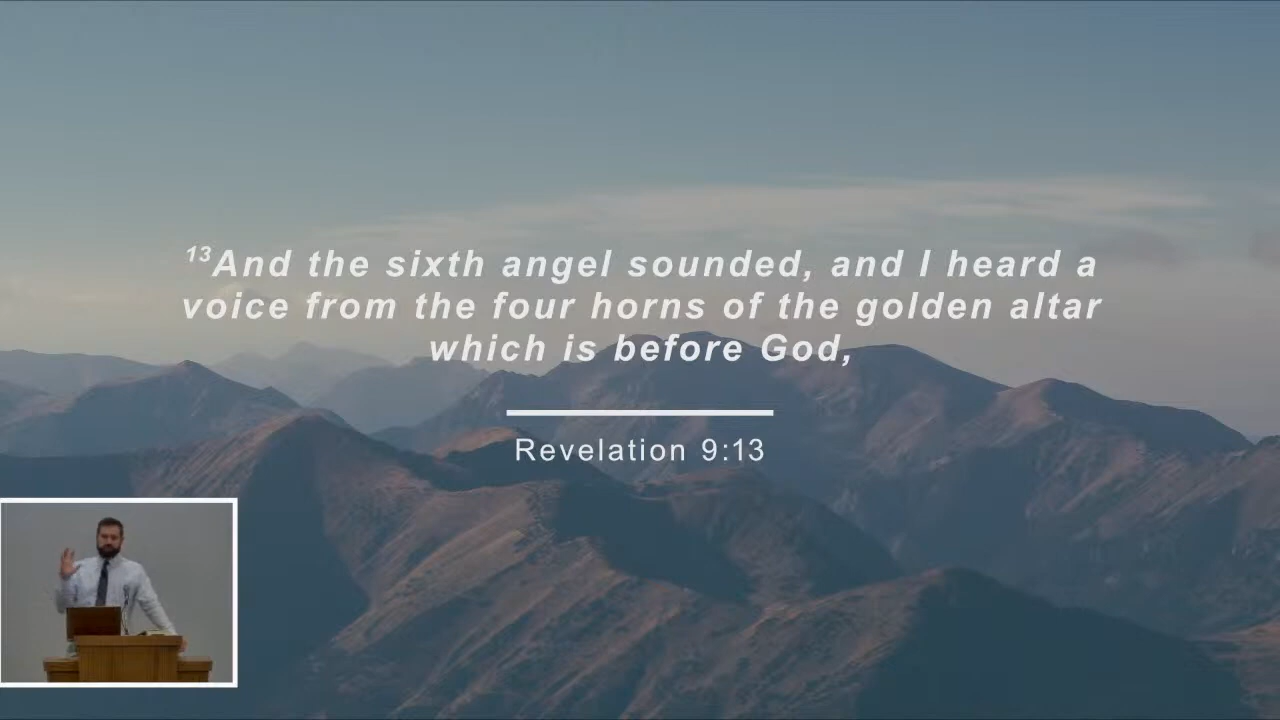 13And the sixth angel sounded, and I heard a
voice from the four horns of the golden altar
which is before God,
Revelation 9:13